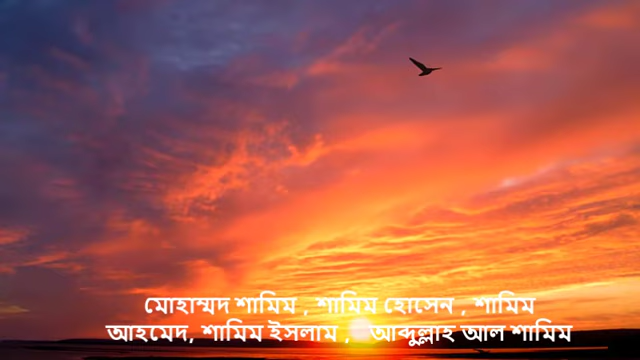 মোহাম্মদ শামিম , শামিম হোসেন , শামিম
আহমেদ, শামিম ইসলাম , আব্দুল্লাহ আল শামিম